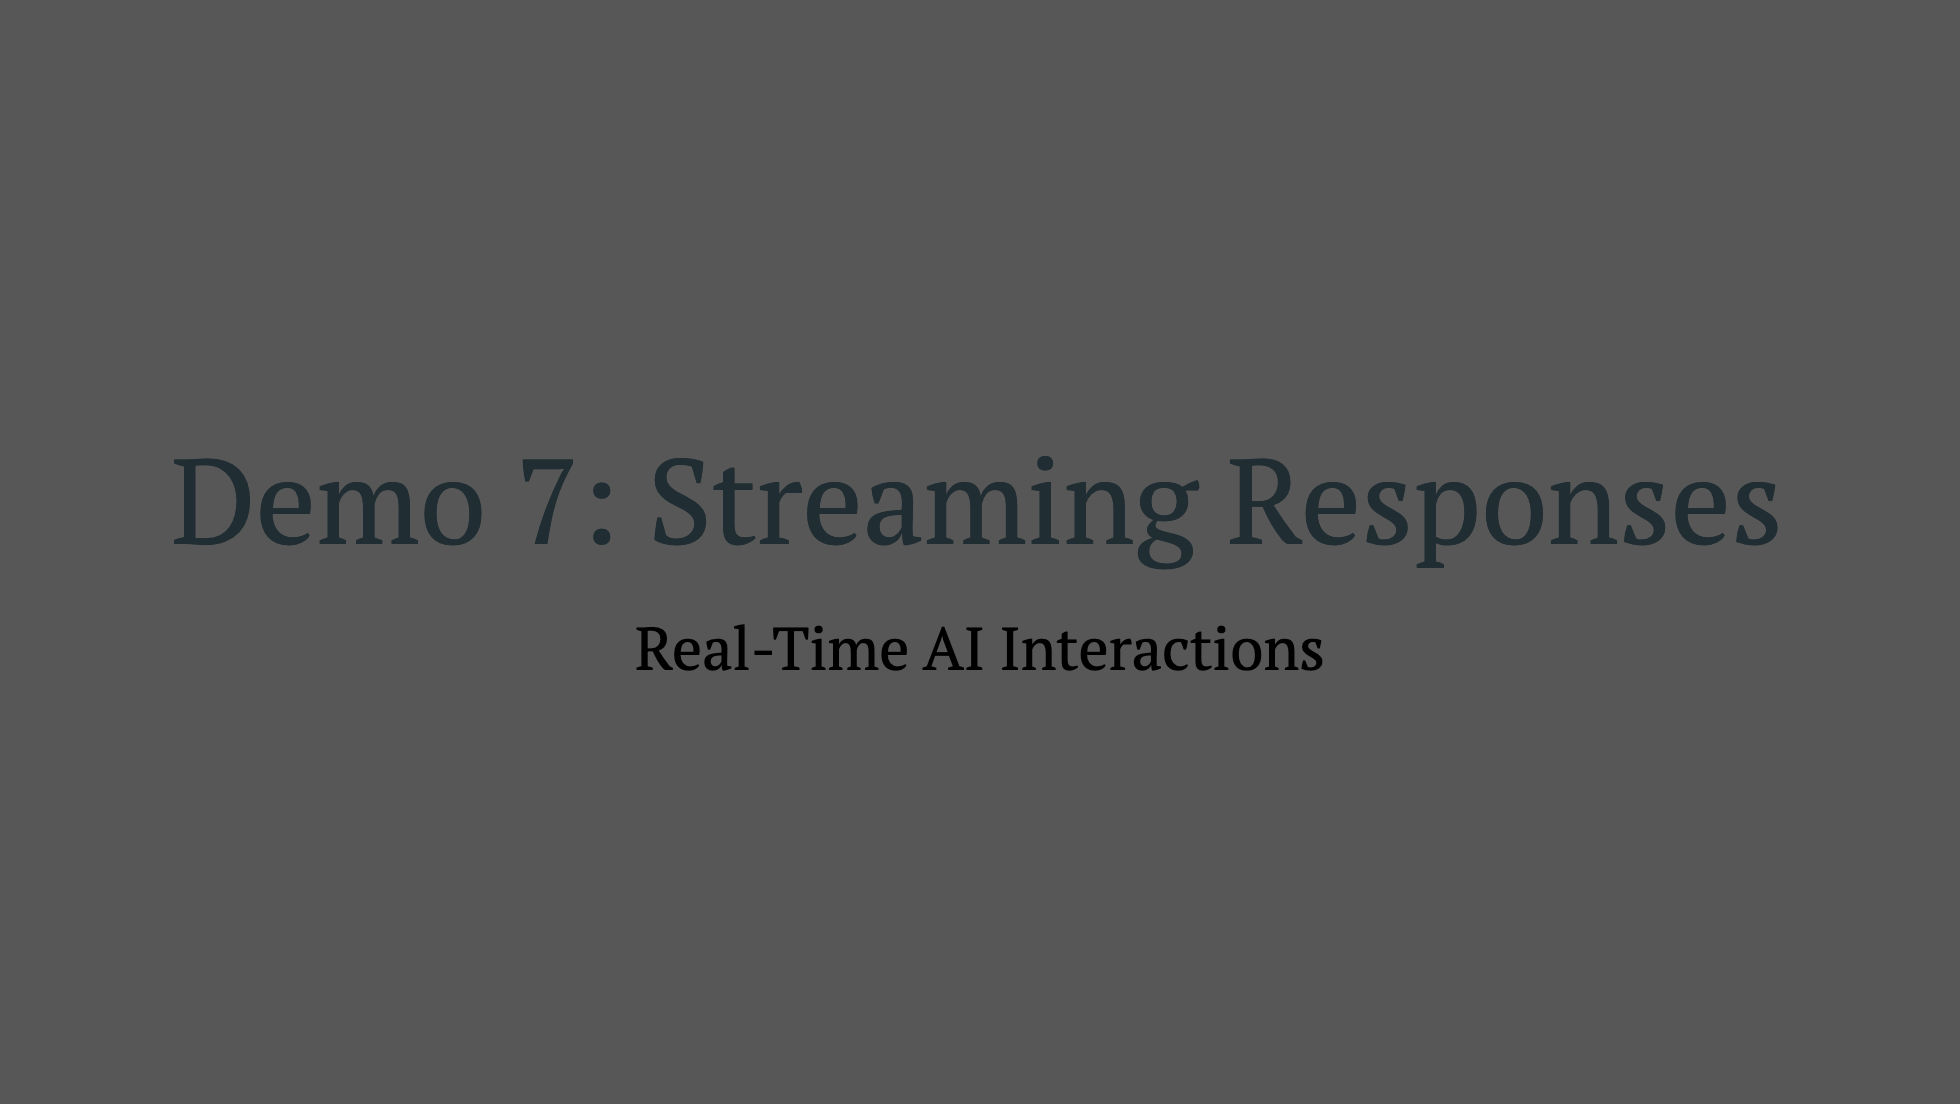 Demo 7: Streaming Responses
Real-Time AI Interactions